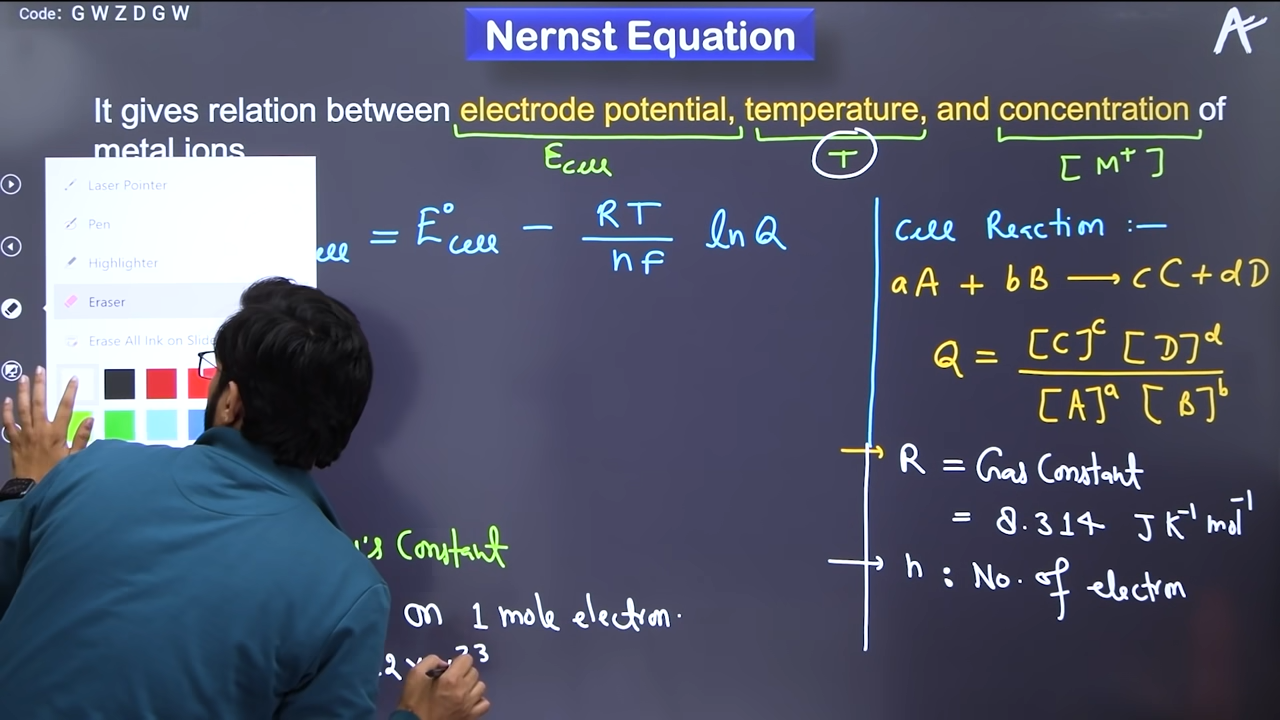 Code: G W Z D G W
Nernst Equation
It gives relation between electrode potential, temperature, and concentration of
metal ions
Ecell
T
[ M⁺ ]
Laser Pointer
Pen
Highlighter
Eraser
Erase All Ink on Slide
ell = E°cell − RT/nF ln Q
Cell Reaction :—
aA + bB ⟶ cC + dD
Q = [C]ᶜ [D]ᵈ / [A]ᵃ [B]ᵇ
→ R = Gas Constant
= 8.314 J K⁻¹ mol⁻¹
→ n : No. of electron
's Constant
on 1 mole electron.